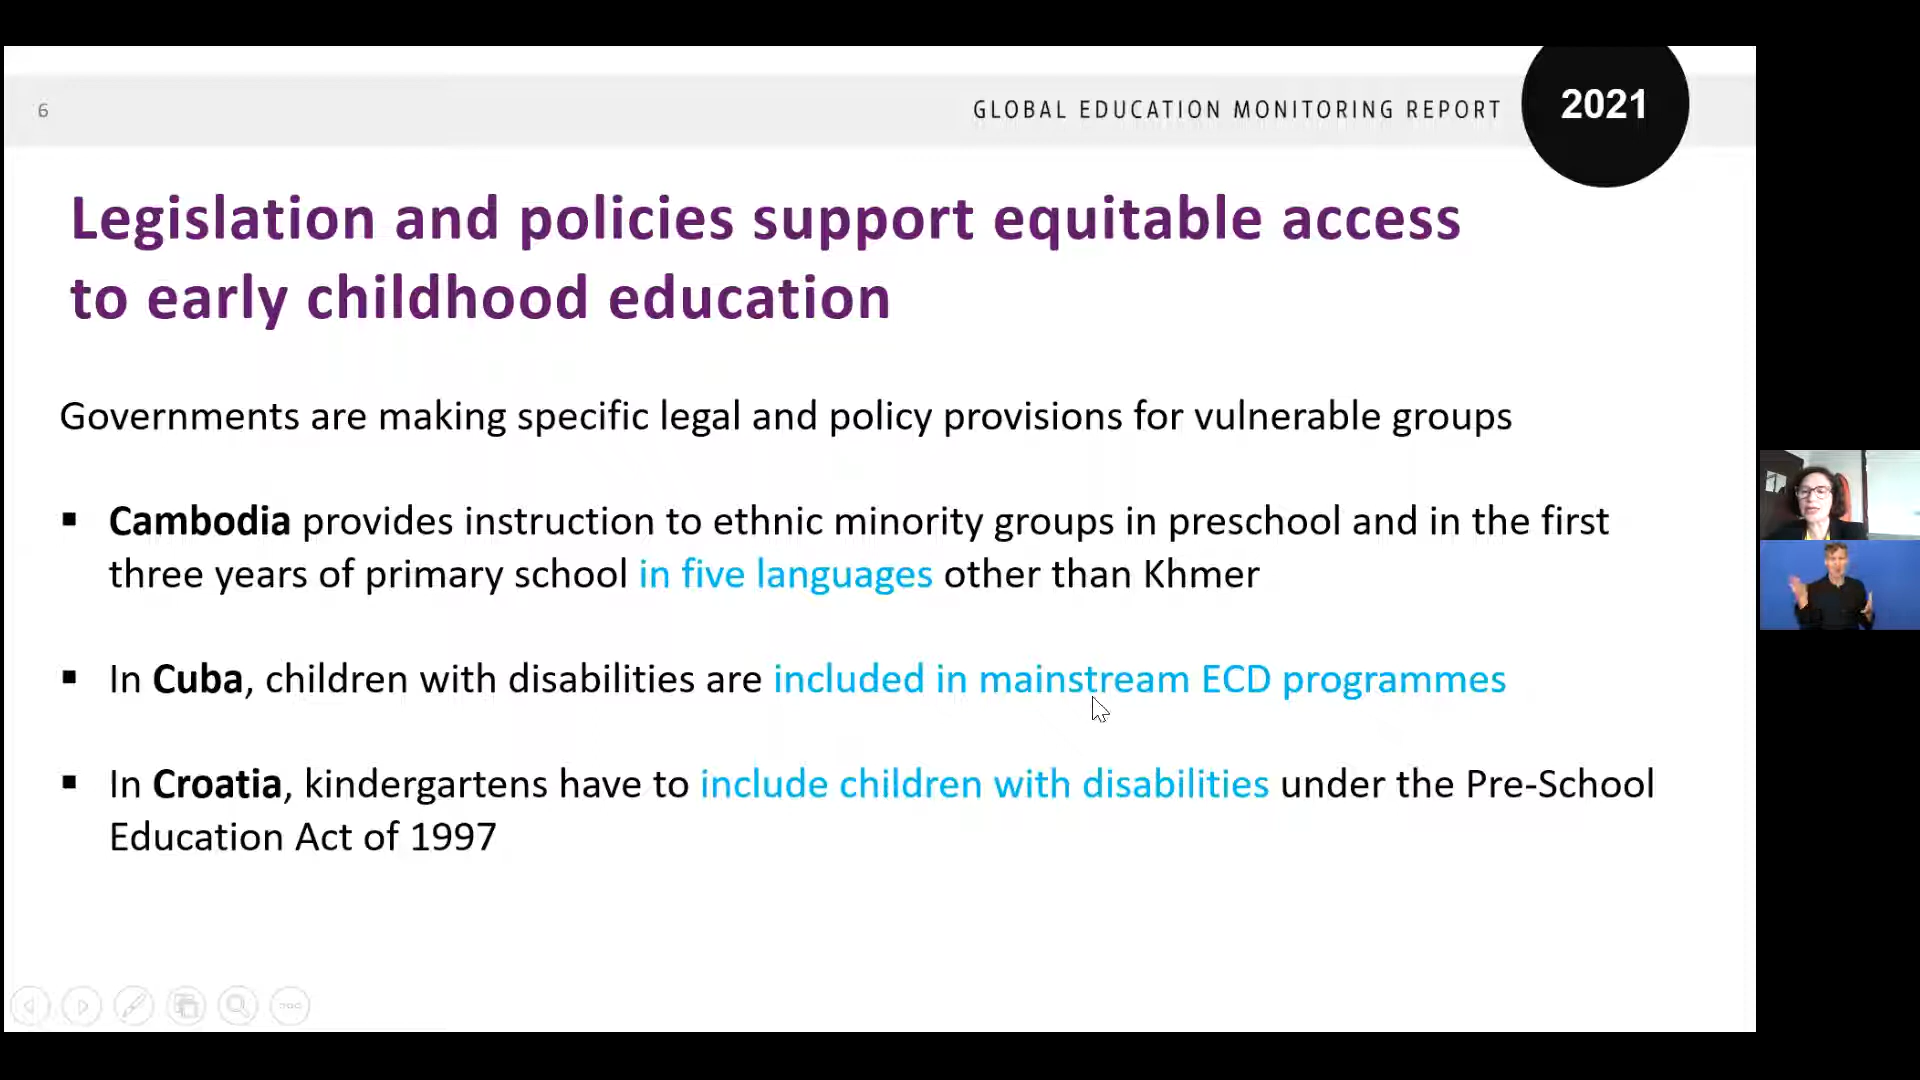 6
GLOBAL EDUCATION MONITORING REPORT
2021
Legislation and policies support equitable access
to early childhood education
Governments are making specific legal and policy provisions for vulnerable groups
▪ Cambodia provides instruction to ethnic minority groups in preschool and in the first
three years of primary school in five languages other than Khmer
▪ In Cuba, children with disabilities are included in mainstream ECD programmes
▪ In Croatia, kindergartens have to include children with disabilities under the Pre-School
Education Act of 1997